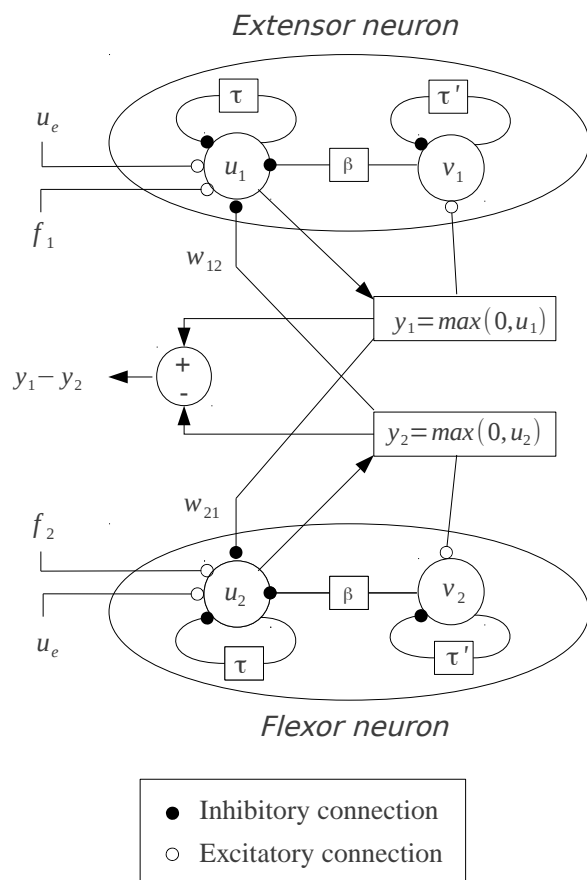 Extensor neuron
τ
τ'
u_e
u_1
β
v_1
f_1
w_12
y_1=max(0,u_1)
+
y_1−y_2
-
y_2=max(0,u_2)
w_21
f_2
u_2
β
v_2
u_e
τ
τ'
Flexor neuron
Inhibitory connection
Excitatory connection